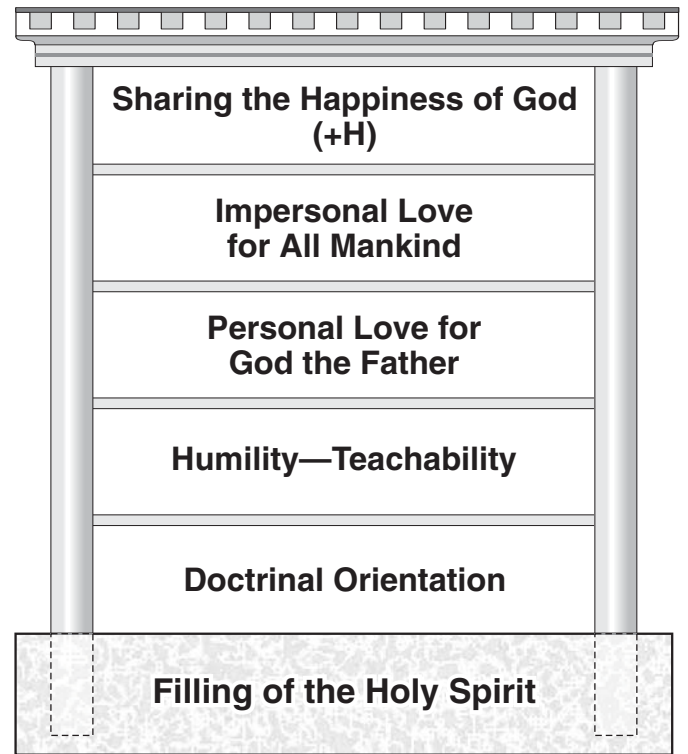 Sharing the Happiness of God
(+H)
Impersonal Love
for All Mankind
Personal Love for
God the Father
Humility—Teachability
Doctrinal Orientation
Filling of the Holy Spirit